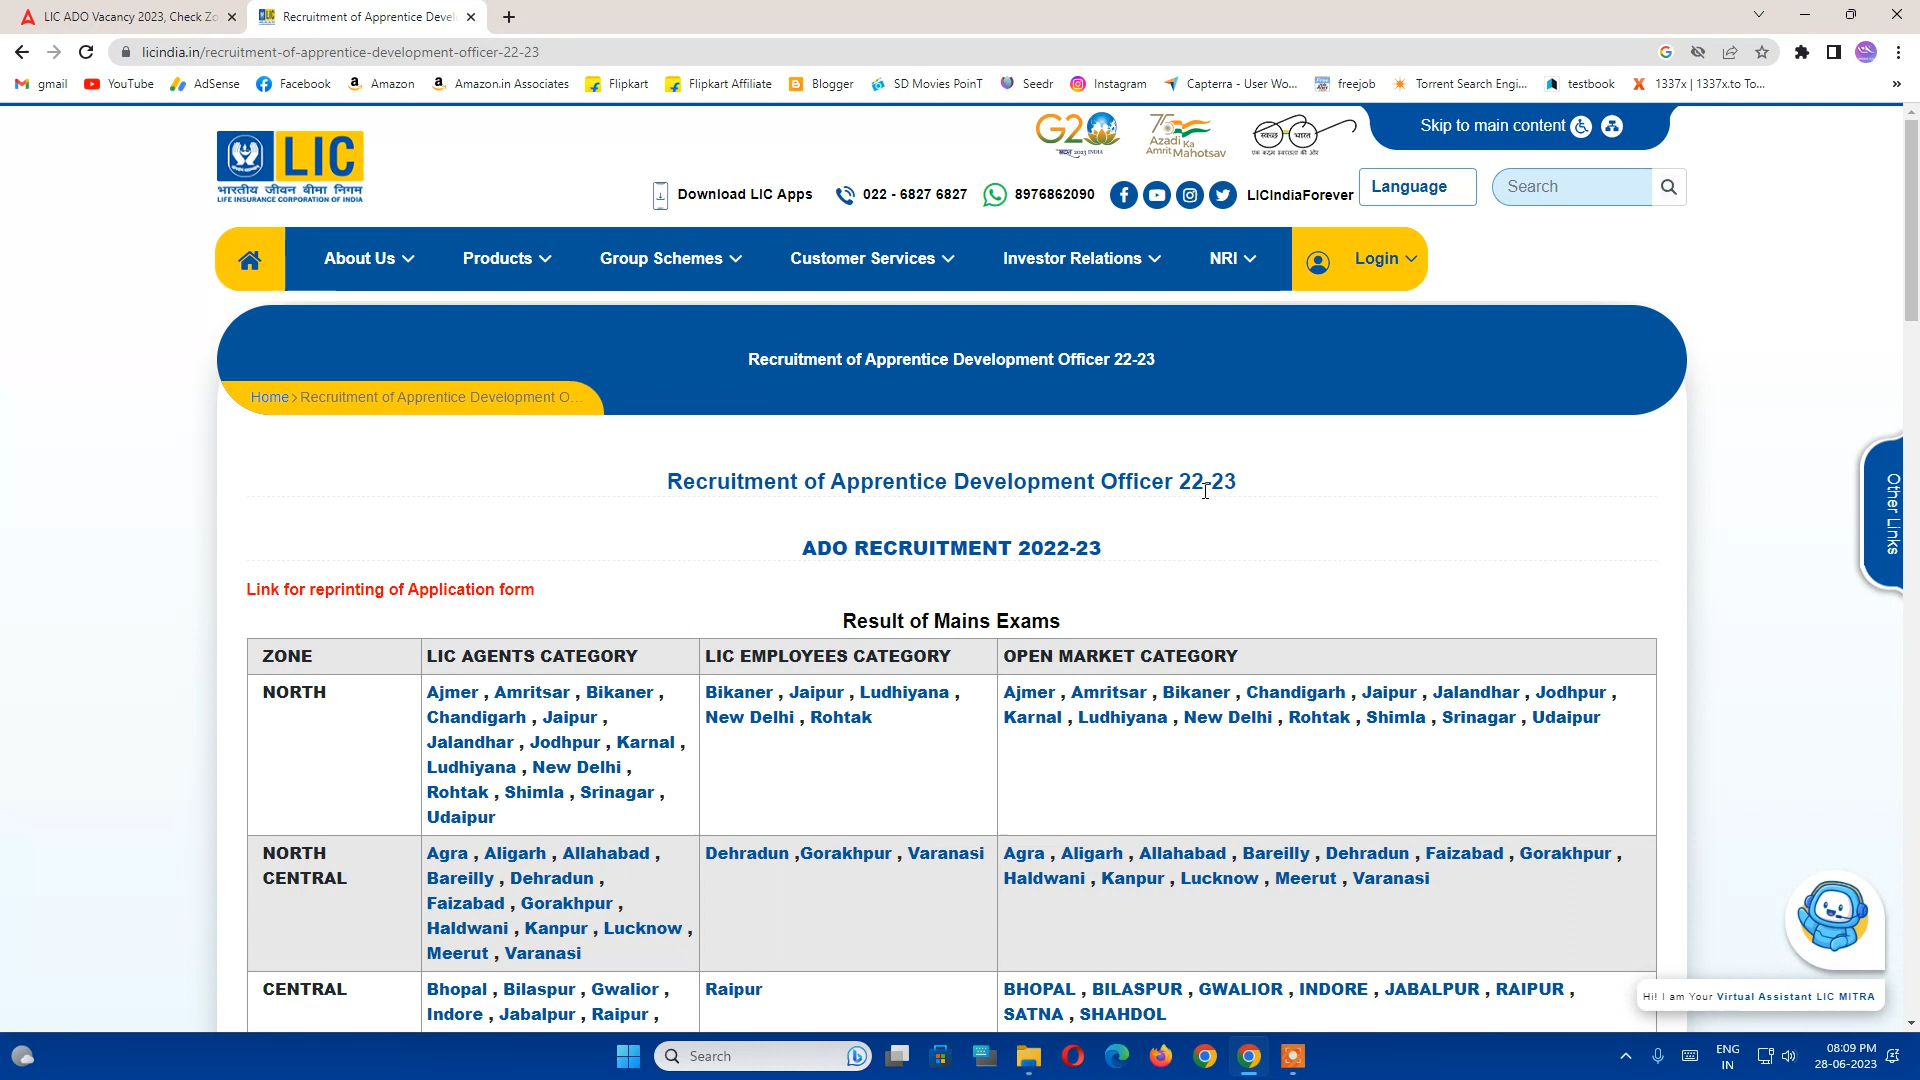 LIC ADO Vacancy 2023, Check Zo
Recruitment of Apprentice Devel
licindia.in/recruitment-of-apprentice-development-officer-22-23
gmail YouTube AdSense Facebook Amazon Amazon.in Associates Flipkart Flipkart Affiliate Blogger SD Movies PoinT Seedr Instagram Capterra - User Wo... freejob Torrent Search Engi... testbook 1337x | 1337x.to To... »
G20
75
Azadi Ka
Amrit Mahotsav
स्वच्छ भारत
एक कदम स्वच्छता की ओर
Skip to main content
LIC
भारतीय जीवन बीमा निगम
LIFE INSURANCE CORPORATION OF INDIA
Download LIC Apps 022 - 6827 6827 8976862090 LICIndiaForever Language Search
About Us Products Group Schemes Customer Services Investor Relations NRI Login
Recruitment of Apprentice Development Officer 22-23
Home > Recruitment of Apprentice Development O...
Recruitment of Apprentice Development Officer 22-23
ADO RECRUITMENT 2022-23
Link for reprinting of Application form
Result of Mains Exams
ZONE LIC AGENTS CATEGORY LIC EMPLOYEES CATEGORY OPEN MARKET CATEGORY
NORTH
Ajmer , Amritsar , Bikaner ,
Chandigarh , Jaipur ,
Jalandhar , Jodhpur , Karnal ,
Ludhiyana , New Delhi ,
Rohtak , Shimla , Srinagar ,
Udaipur
Bikaner , Jaipur , Ludhiyana ,
New Delhi , Rohtak
Ajmer , Amritsar , Bikaner , Chandigarh , Jaipur , Jalandhar , Jodhpur ,
Karnal , Ludhiyana , New Delhi , Rohtak , Shimla , Srinagar , Udaipur
NORTH
CENTRAL
Agra , Aligarh , Allahabad ,
Bareilly , Dehradun ,
Faizabad , Gorakhpur ,
Haldwani , Kanpur , Lucknow ,
Meerut , Varanasi
Dehradun ,Gorakhpur , Varanasi
Agra , Aligarh , Allahabad , Bareilly , Dehradun , Faizabad , Gorakhpur ,
Haldwani , Kanpur , Lucknow , Meerut , Varanasi
CENTRAL
Bhopal , Bilaspur , Gwalior ,
Indore , Jabalpur , Raipur ,
Raipur
BHOPAL , BILASPUR , GWALIOR , INDORE , JABALPUR , RAIPUR ,
SATNA , SHAHDOL
Other Links
Hi! I am Your Virtual Assistant LIC MITRA
Search
ENG
IN
08:09 PM
28-06-2023